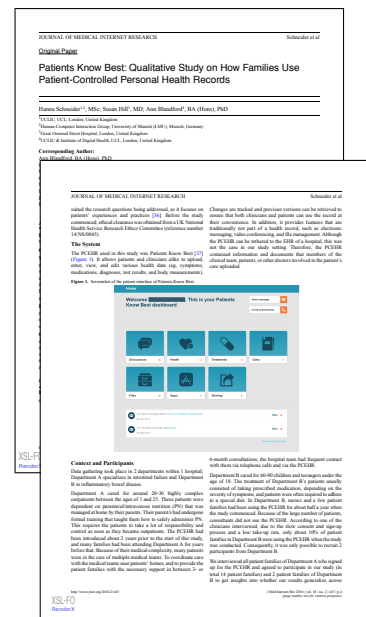 JOURNAL OF MEDICAL INTERNET RESEARCH Schneider et al
Original Paper
Patients Know Best: Qualitative Study on How Families Use
Patient-Controlled Personal Health Records
Hanna Schneider, MSc; Susan Hill, MD; Ann Blandford, BA (Hons), PhD
UCLIC, UCL, London, United Kingdom
Human-Computer Interaction Group, University of Munich (LMU), Munich, Germany
Great Ormond Street Hospital, London, United Kingdom
UCLIC & Institute of Digital Health, UCL, London, United Kingdom
Corresponding Author:
Ann Blandford, BA (Hons), PhD
JOURNAL OF MEDICAL INTERNET RESEARCH Schneider et al
suited the research questions being addressed, as it focuses on
patients' experiences and practices [36]. Before the study
commenced, ethical clearance was obtained from a UK National
Health Service Research Ethics Committee (reference number
14/NS/0045).
The System
The PCEHR used in this study was Patients Know Best [37]
(Figure 1). It allows patients and clinicians alike to upload,
enter, view, and edit various health data (eg, symptoms,
medications, diagnoses, test results, and body measurements).
Changes are tracked and previous versions can be retrieved to
ensure that both clinicians and patients can use the record at
their convenience. In addition, it provides features that are
traditionally not part of a health record, such as electronic
messaging, video conferencing, and file management. Although
the PCEHR can be tethered to the EHR of a hospital, this was
not the case in our study setting. Therefore, the PCEHR
contained information and documents that members of the
clinical team, patients, or other doctors involved in the patient's
care uploaded.
Figure 1. Screenshot of the patient interface of Patients Know Best.
Home
Welcome This is your Patients
Know Best dashboard
Discussions
Health
Treatments
Diary
Files
Apps
Sharing
Context and Participants
Data gathering took place in 2 departments within 1 hospital;
Department A specializes in intestinal failure and Department
B in inflammatory bowel disease.
Department A cared for around 20-30 highly complex
outpatients between the ages of 1 and 25. These patients were
dependent on parenteral/intravenous nutrition (PN) that was
managed at home by their parents. Their parents had undergone
formal training that taught them how to safely administer PN.
This requires the patients to take a lot of responsibility and
control as soon as they became outpatients. The PCEHR had
been introduced about 2 years prior to the start of this study,
and many families had been attending Department A for years
before that. Because of their medical complexity, many patients
were in the care of multiple medical teams. To coordinate care
with the medical teams near patients' homes, and to provide the
patient families with the necessary support in between 3- or
6-month consultations, the hospital team had frequent contact
with them via telephone calls and via the PCEHR.
Department B cared for 60-80 children and teenagers under the
age of 18. The treatment of Department B's patients usually
consisted of taking prescribed medication, depending on the
severity of symptoms, and patients were often required to adhere
to a special diet. In Department B, nurses and a few patient
families had been using the PCEHR for about half a year when
the study commenced. Because of the large number of patients,
consultants did not use the PCEHR. According to one of the
clinicians interviewed, due to the slow consent and sign-up
process and a low take-up rate, only about 10% of patient
families in Department B were using the PCEHR when the study
was conducted. Consequently, it was only possible to recruit 2
participants from Department B.
We interviewed all patient families of Department A who signed
up for the PCEHR and agreed to participate in our study (in
total 14 patient families) and 2 patient families of Department
B to get insights into whether our results generalize across
XSL•FO
RenderX
XSL•FO
RenderX